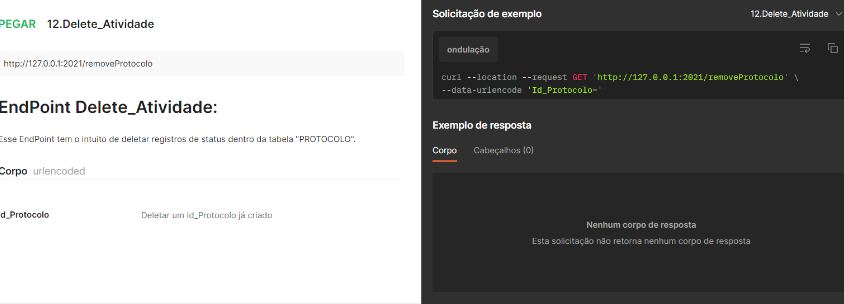 PEGAR 12.Delete_Atividade
http://127.0.0.1:2021/removeProtocolo
EndPoint Delete_Atividade:
Esse EndPoint tem o intuito de deletar registros de status dentro da tabela "PROTOCOLO".
Corpo urlencoded
d_Protocolo Deletar um Id_Protocolo já criado
Solicitação de exemplo 12.Delete_Atividade
ondulação
curl --location --request GET 'http://127.0.0.1:2021/removeProtocolo' \
--data-urlencode 'Id_Protocolo='
Exemplo de resposta
Corpo Cabeçalhos (0)
Nenhum corpo de resposta
Esta solicitação não retorna nenhum corpo de resposta